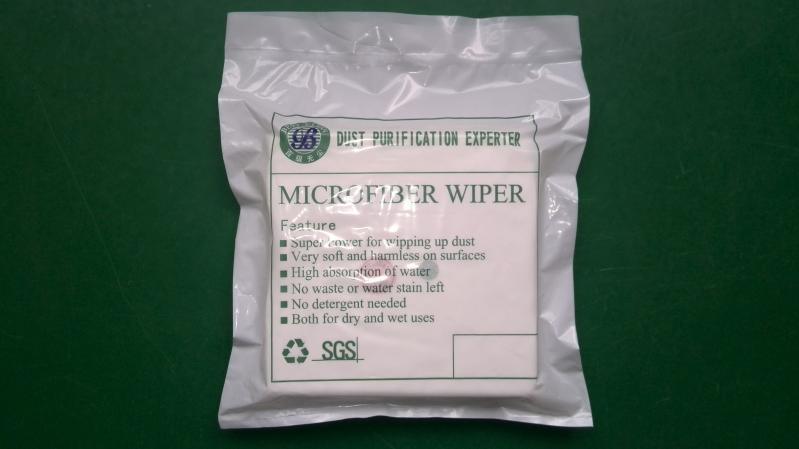 DUST PURIFICATION EXPERTER
MICROFIBER WIPER
Feature
Super Power for wipping up dust
Very soft and harmless on surfaces
High absorption of water
No waste or water stain left
No detergent needed
Both for dry and wet uses
SGS